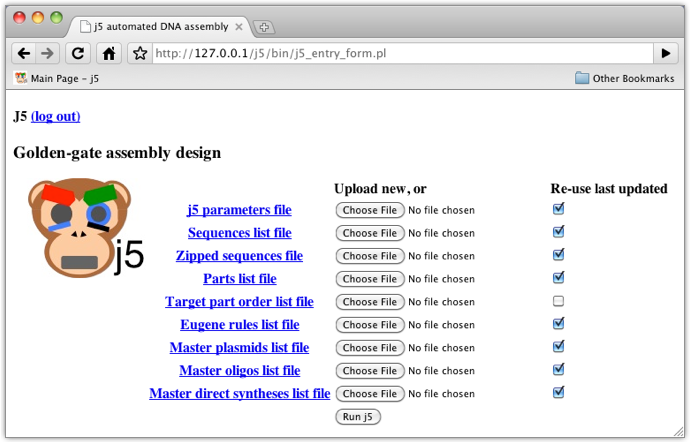 j5 automated DNA assembly
http://127.0.0.1/j5/bin/j5_entry_form.pl
Main Page – j5 Other Bookmarks
J5 (log out)
Golden-gate assembly design
Upload new, or Re-use last updated
j5
j5 parameters file Choose File No file chosen
Sequences list file Choose File No file chosen
Zipped sequences file Choose File No file chosen
Parts list file Choose File No file chosen
Target part order list file Choose File No file chosen
Eugene rules list file Choose File No file chosen
Master plasmids list file Choose File No file chosen
Master oligos list file Choose File No file chosen
Master direct syntheses list file Choose File No file chosen
Run j5